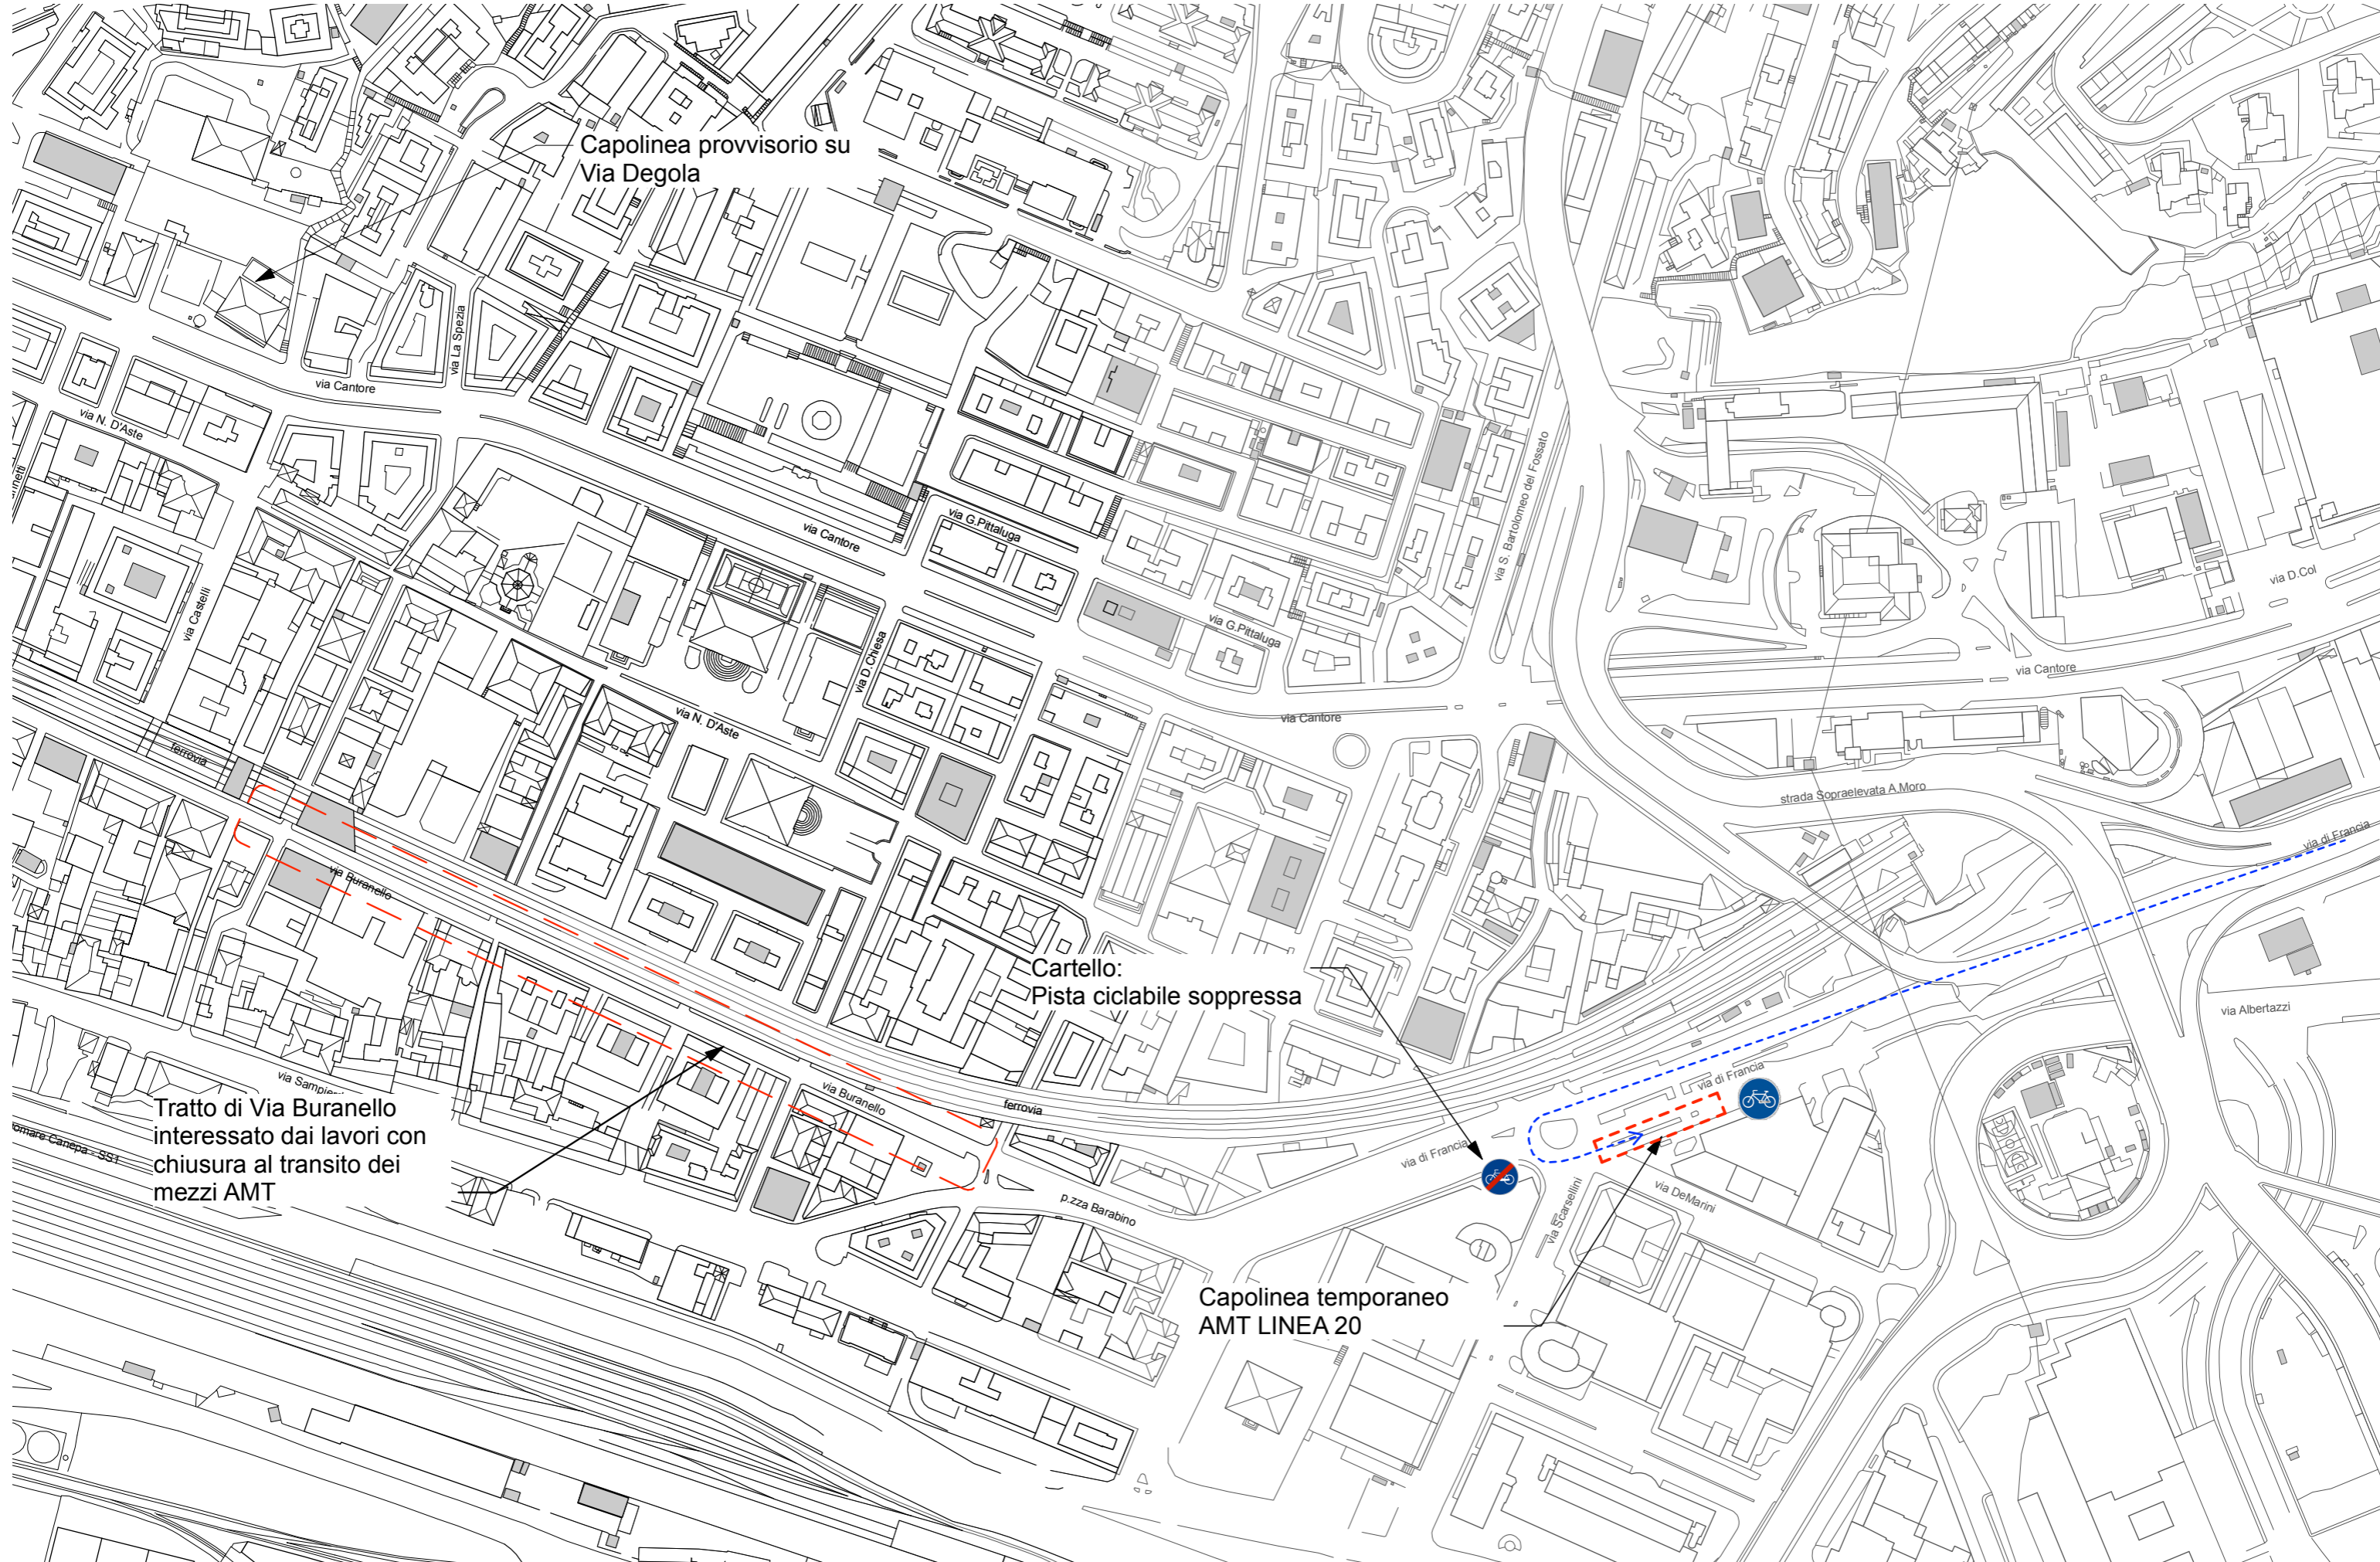 Capolinea provvisorio su
Via Degola
via La Spezia
via Cantore
via N. D'Aste
via Castelli
via Cantore
via G.Pittaluga
via S. Bartolomeo del Fossato
via D.Col
via G.Pittaluga
via D.Chiesa
via Cantore
via N. D'Aste
via Cantore
ferrovia
strada Sopraelevata A.Moro
via di Francia
via Buranello
Cartello:
Pista ciclabile soppressa
via Albertazzi
via di Francia
via Buranello
ferrovia
via Sampier
Tratto di Via Buranello
interessato dai lavori con
chiusura al transito dei
mezzi AMT
Canepa - SS1
via di Francia
via DeMarini
via Scarsellini
p.zza Barabino
Capolinea temporaneo
AMT LINEA 20